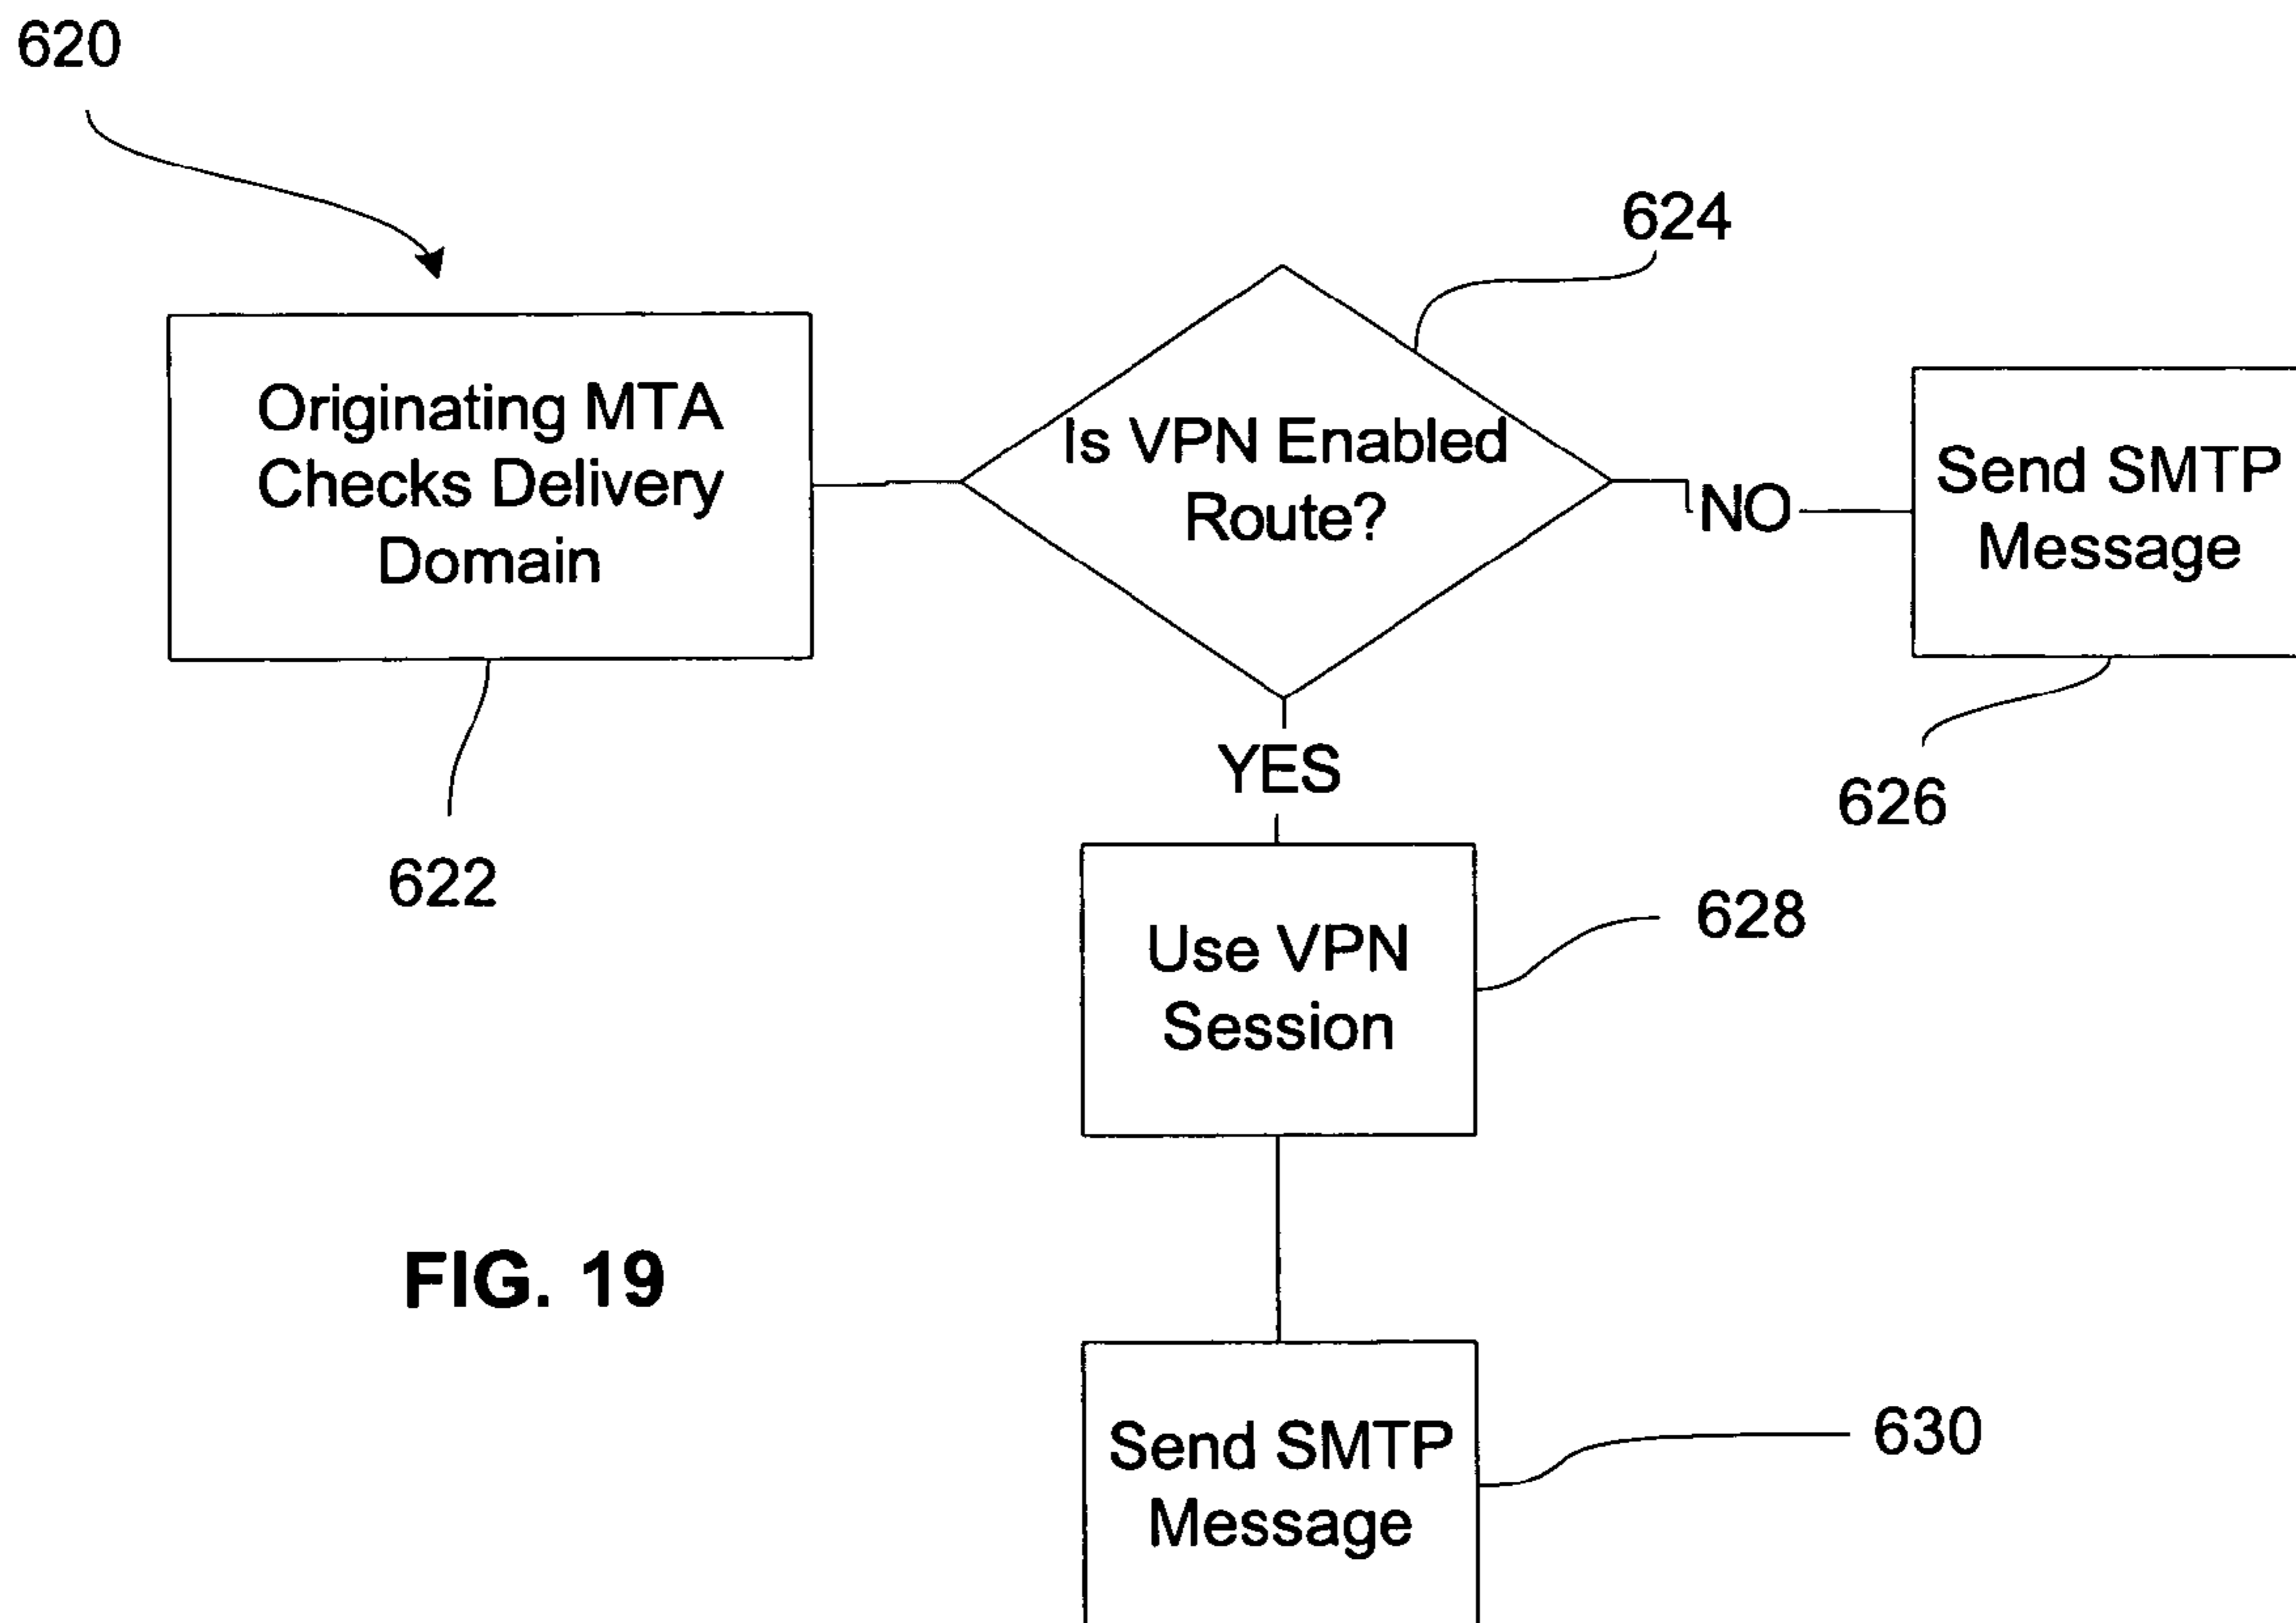 620
624
Originating MTA
Checks Delivery
Domain
Is VPN Enabled
Route?
NO
Send SMTP
Message
YES
626
622
Use VPN
Session
628
FIG. 19
Send SMTP
Message
630